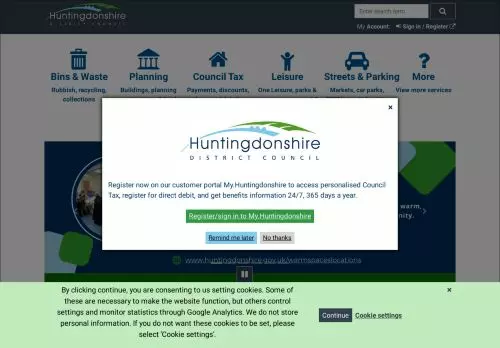 Huntingdonshire
DISTRICT COUNCIL
Enter search term
My Account: Sign in / Register
Bins & Waste
Rubbish, recycling,
collections
Planning
Buildings, planning
Council Tax
Payments, discounts,
Leisure
One Leisure, parks &
Streets & Parking
Markets, car parks,
More
View more services
×
Huntingdonshire
DISTRICT COUNCIL
Register now on our customer portal My.Huntingdonshire to access personalised Council
Tax, register for direct debit, and get benefits information 24/7, 365 days a year.
Register/sign in to My.Huntingdonshire
Remind me later
No thanks
warm,
www.huntingdonshire.gov.uk/warmspaceslocations
By clicking continue, you are consenting to us setting cookies. Some of
these are necessary to make the website function, but others control
settings and monitor statistics through Google Analytics. We do not store
personal information. If you do not want these cookies to be set, please
select 'Cookie settings'.
Continue
Cookie settings
×